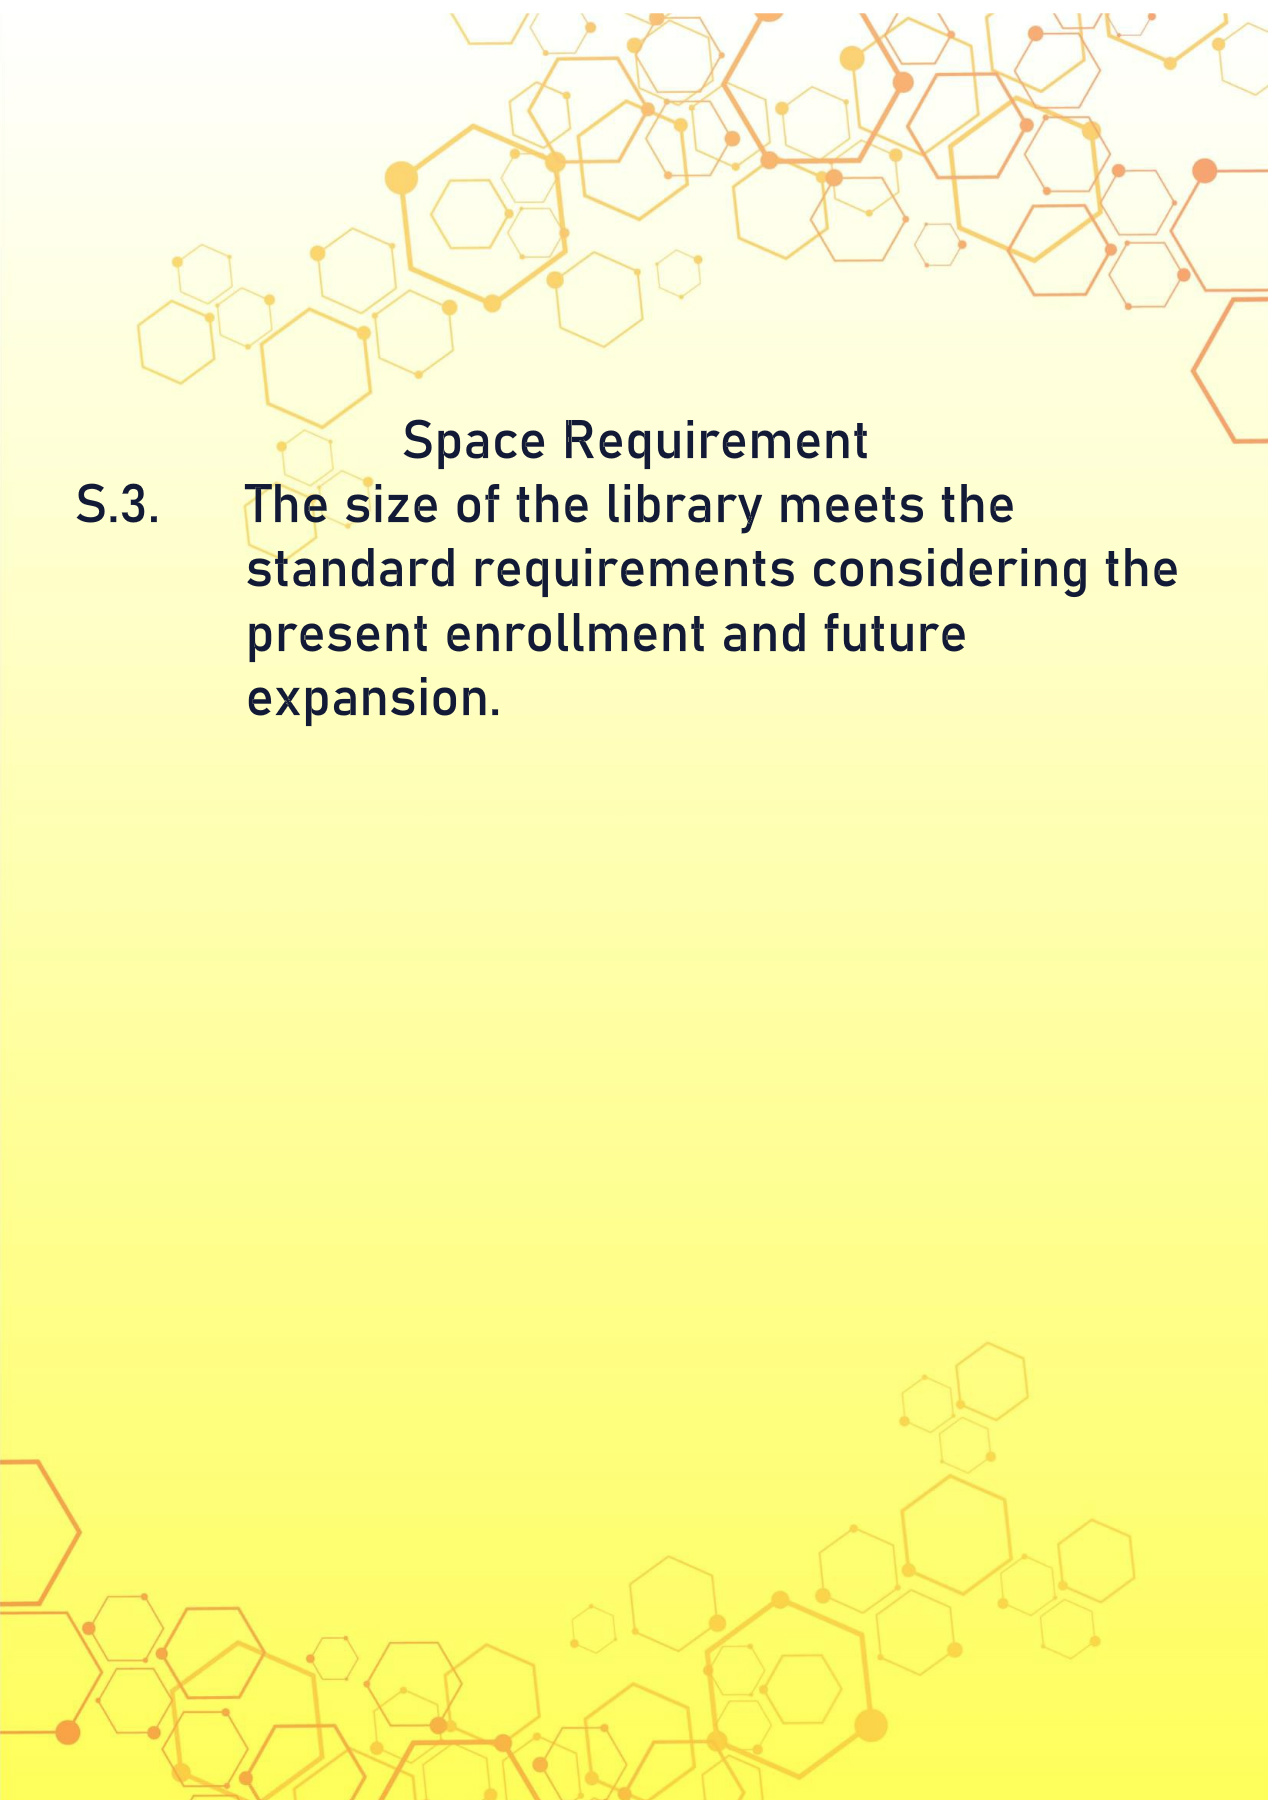 Space Requirement
S.3. The size of the library meets the
standard requirements considering the
present enrollment and future
expansion.